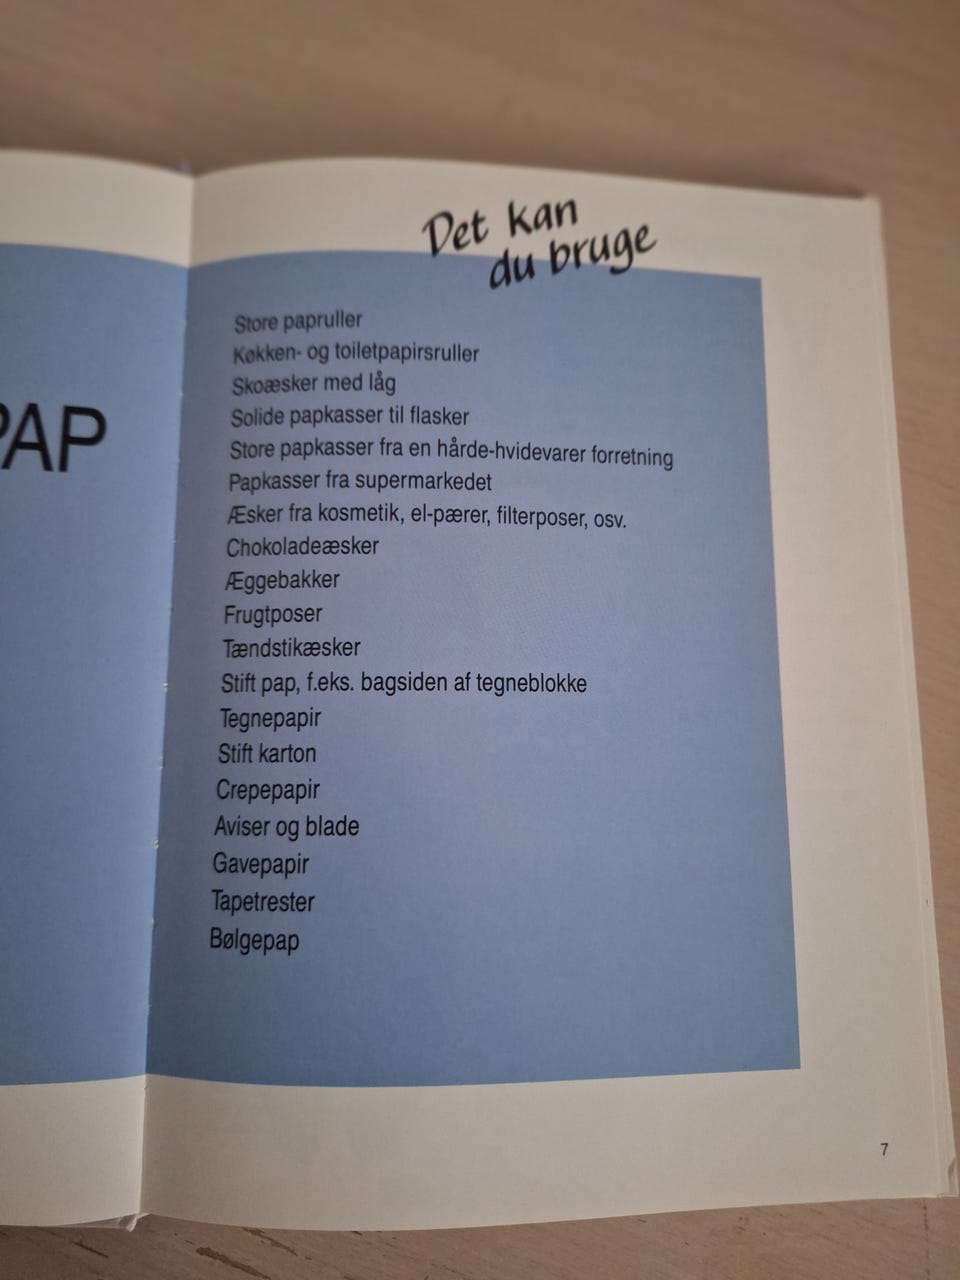 PAP
Det kan
du bruge
Store papruller
Køkken- og toiletpapirsruller
Skoæsker med låg
Solide papkasser til flasker
Store papkasser fra en hårde-hvidevarer forretning
Papkasser fra supermarkedet
Æsker fra kosmetik, el-pærer, filterposer, osv.
Chokoladeæsker
Æggebakker
Frugtposer
Tændstikæsker
Stift pap, f.eks. bagsiden af tegneblokke
Tegnepapir
Stift karton
Crepepapir
Aviser og blade
Gavepapir
Tapetrester
Bølgepap
7